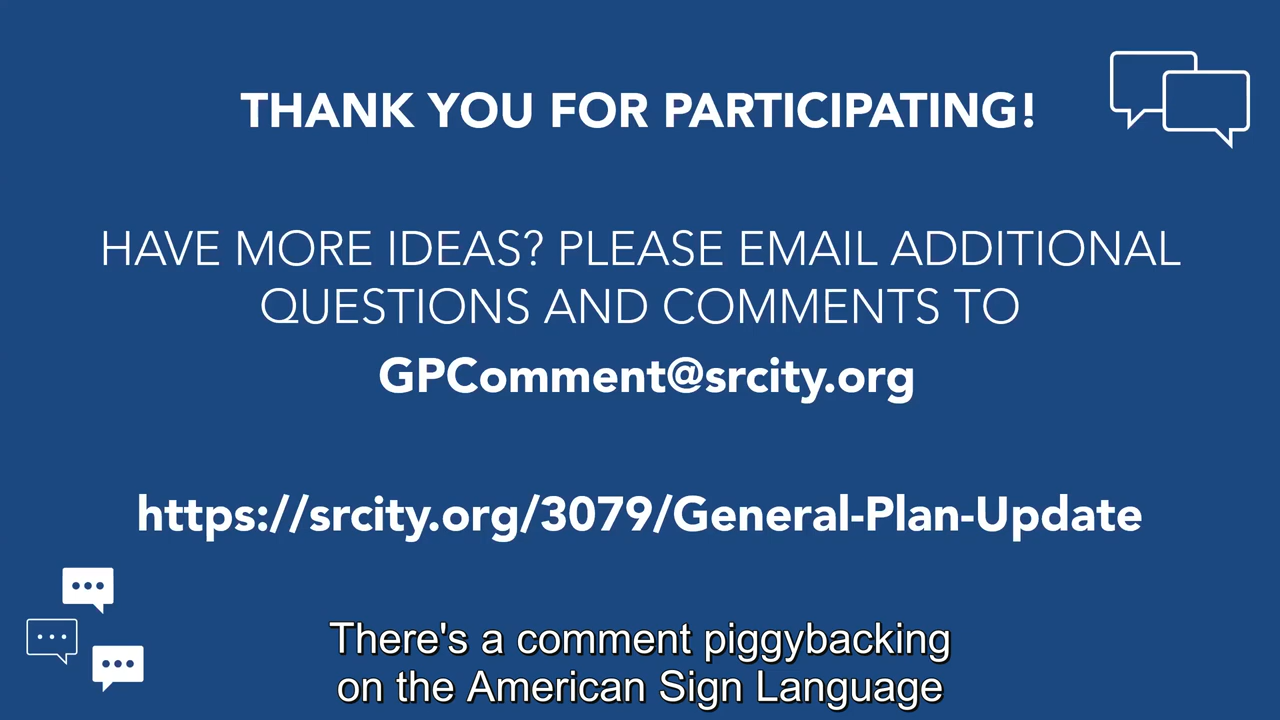 THANK YOU FOR PARTICIPATING!
HAVE MORE IDEAS? PLEASE EMAIL ADDITIONAL
QUESTIONS AND COMMENTS TO
GPComment@srcity.org
https://srcity.org/3079/General-Plan-Update
There's a comment piggybacking
on the American Sign Language